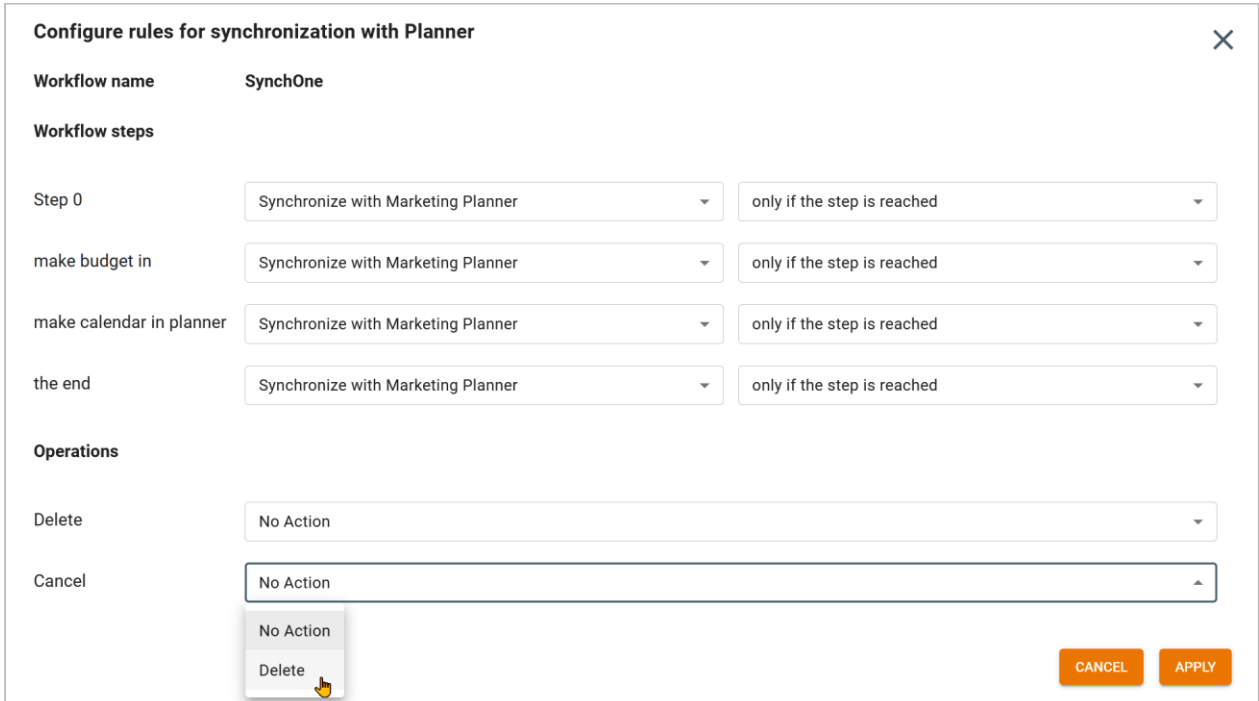 Configure rules for synchronization with Planner
Workflow name SynchOne
Workflow steps
Step 0 Synchronize with Marketing Planner only if the step is reached
make budget in Synchronize with Marketing Planner only if the step is reached
make calendar in planner Synchronize with Marketing Planner only if the step is reached
the end Synchronize with Marketing Planner only if the step is reached
Operations
Delete No Action
Cancel No Action
No Action
Delete
CANCEL APPLY